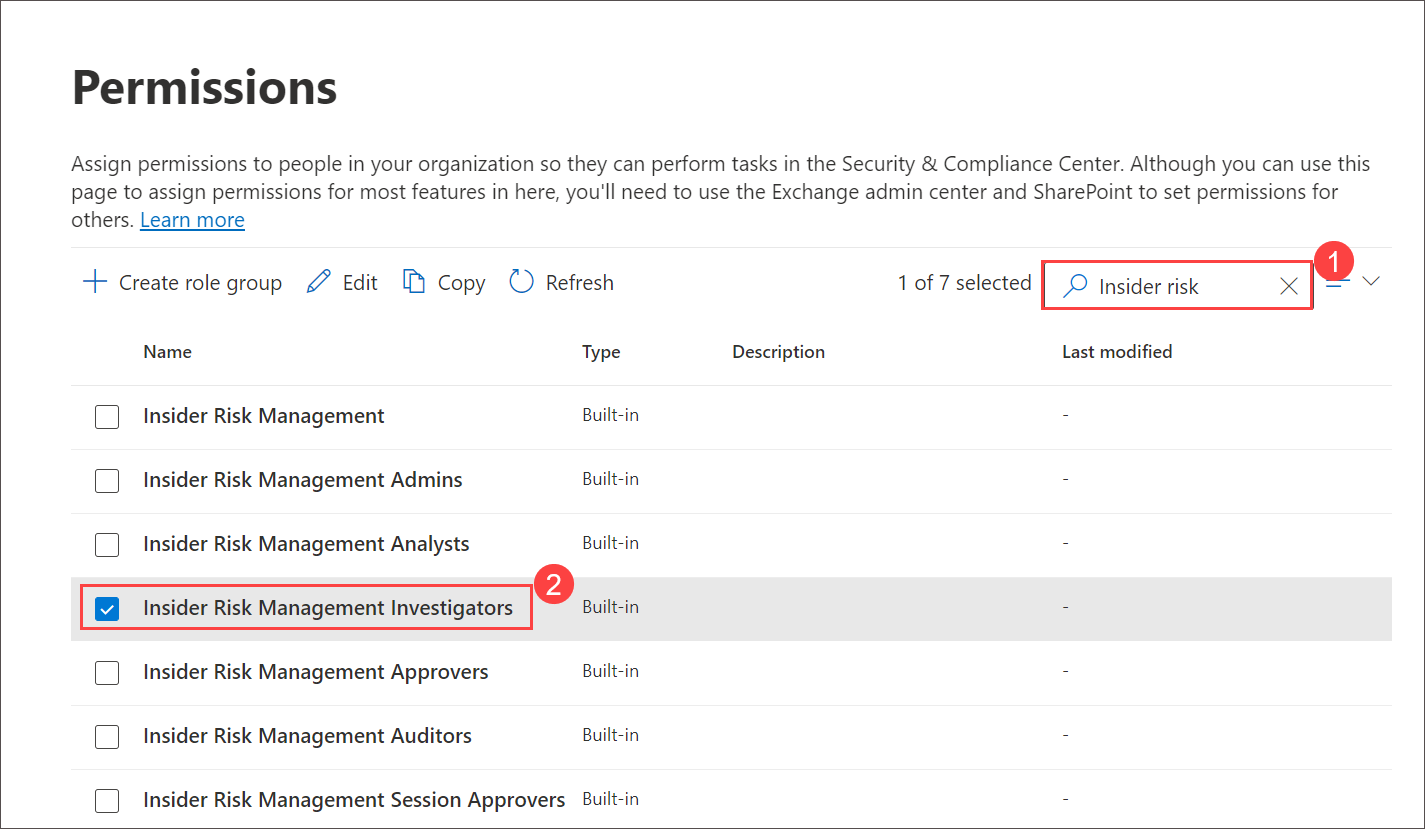 Permissions
Assign permissions to people in your organization so they can perform tasks in the Security & Compliance Center. Although you can use this
page to assign permissions for most features in here, you'll need to use the Exchange admin center and SharePoint to set permissions for
others. Learn more
Create role group Edit Copy Refresh 1 of 7 selected Insider risk 1
Name Type Description Last modified
Insider Risk Management Built-in -
Insider Risk Management Admins Built-in -
Insider Risk Management Analysts Built-in -
Insider Risk Management Investigators 2 Built-in -
Insider Risk Management Approvers Built-in -
Insider Risk Management Auditors Built-in -
Insider Risk Management Session Approvers Built-in -